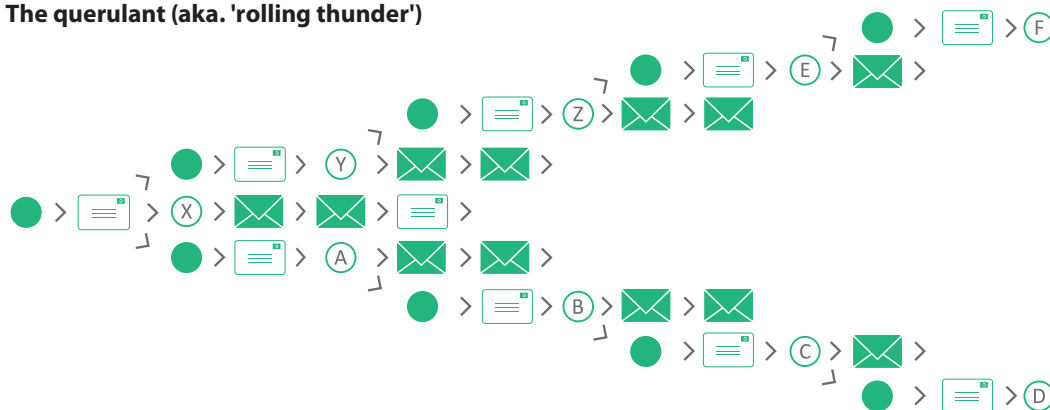 The querulant (aka. 'rolling thunder')
F
E
Z
Y
X
A
B
C
D